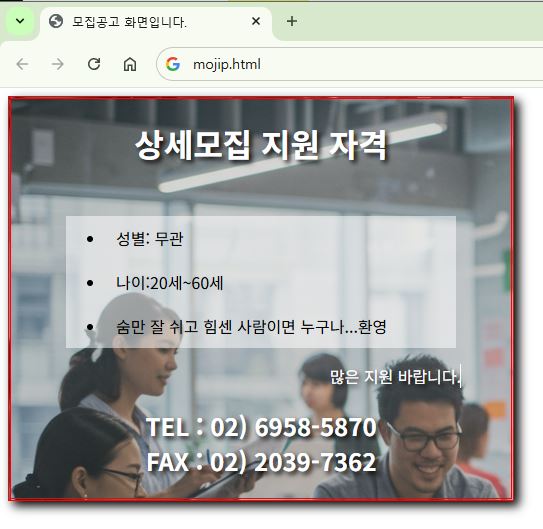 모집공고 화면입니다.
mojip.html
상세모집 지원 자격
• 성별: 무관
• 나이:20세~60세
• 숨만 잘 쉬고 힘센 사람이면 누구나...환영
많은 지원 바랍니다.
TEL : 02) 6958-5870
FAX : 02) 2039-7362